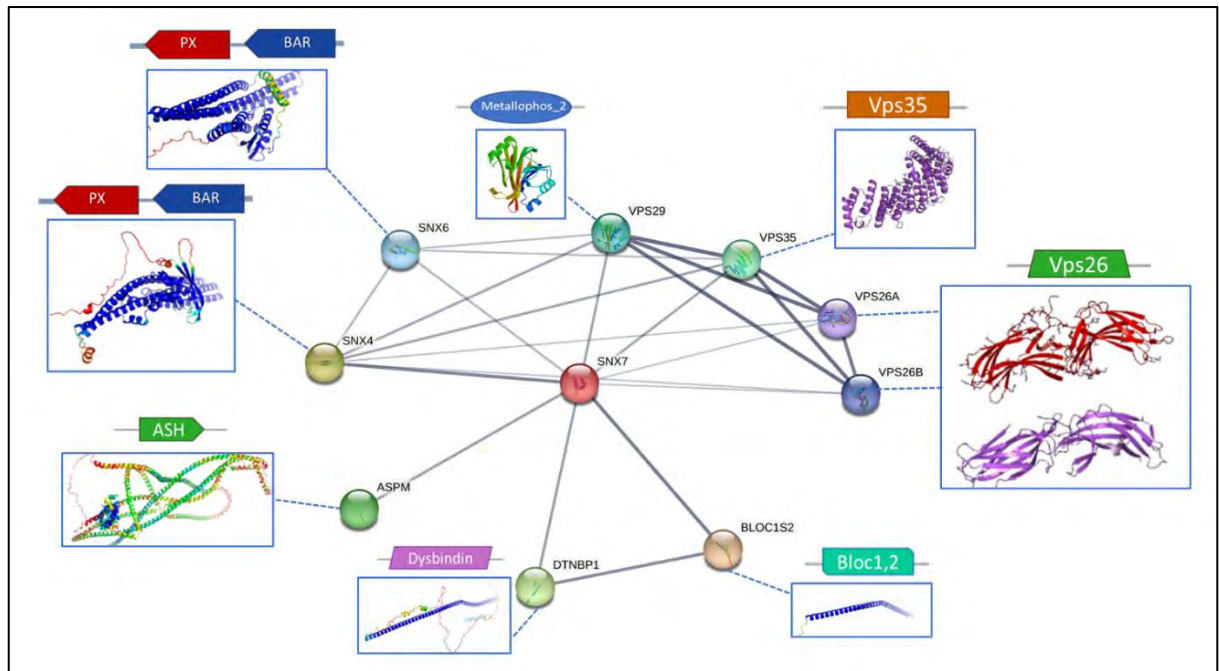 PX BAR
Metallophos_2
Vps35
PX BAR
SNX6
VPS29
VPS35
Vps26
VPS26A
SNX4
SNX7
VPS26B
ASH
ASPM
BLOC1S2
Dysbindin
DTNBP1
Bloc1,2